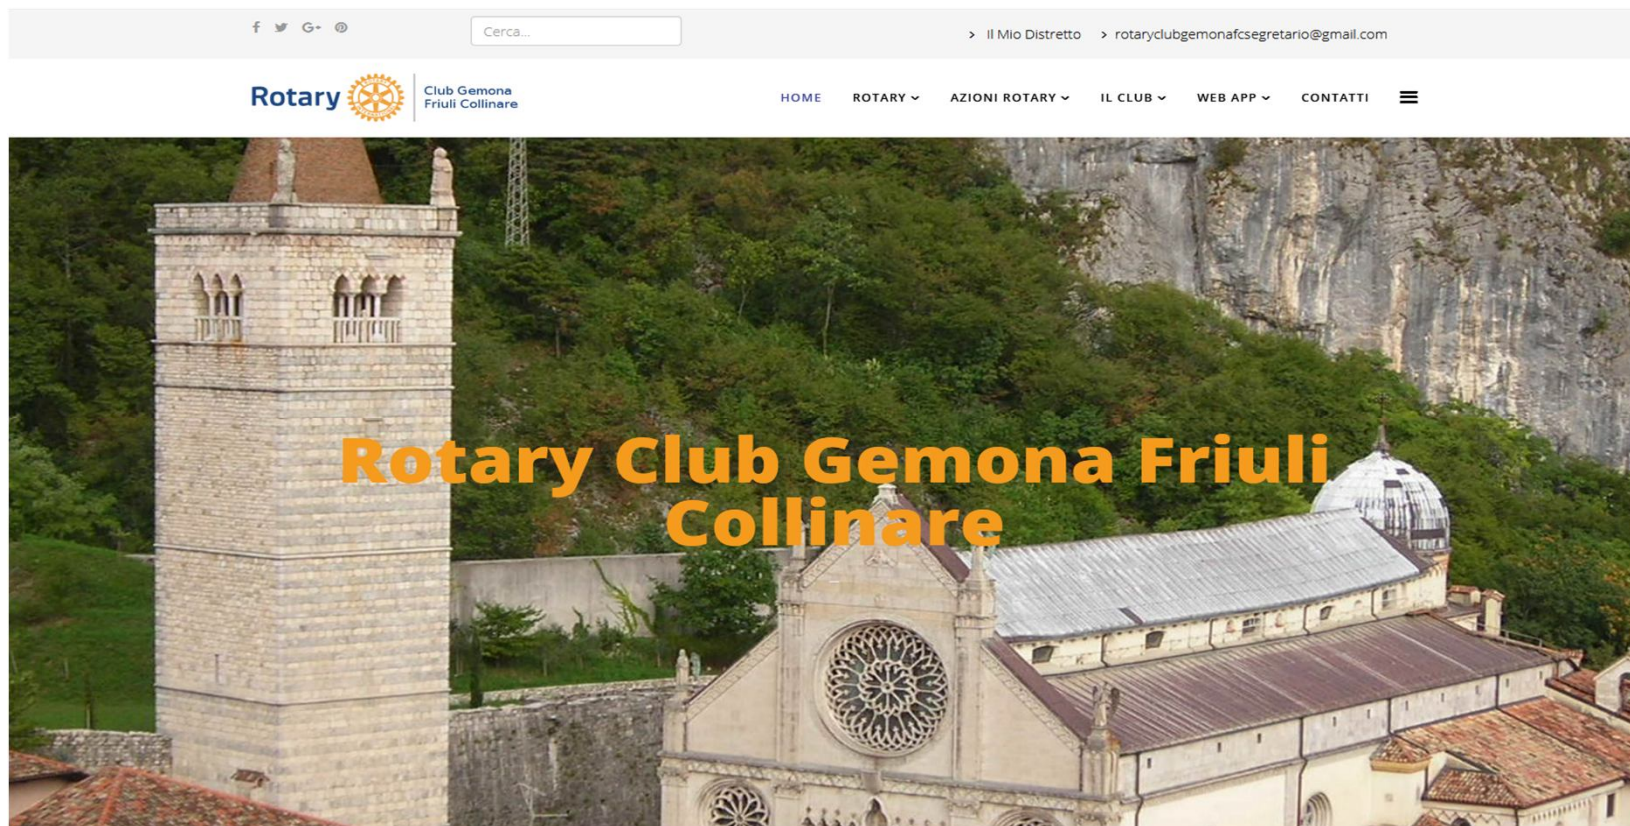 Cerca...
Il Mio Distretto
rotaryclubgemonafcsegretario@gmail.com
Rotary
Club Gemona
Friuli Collinare
HOME
ROTARY
AZIONI ROTARY
IL CLUB
WEB APP
CONTATTI
Rotary Club Gemona Friuli
Collinare